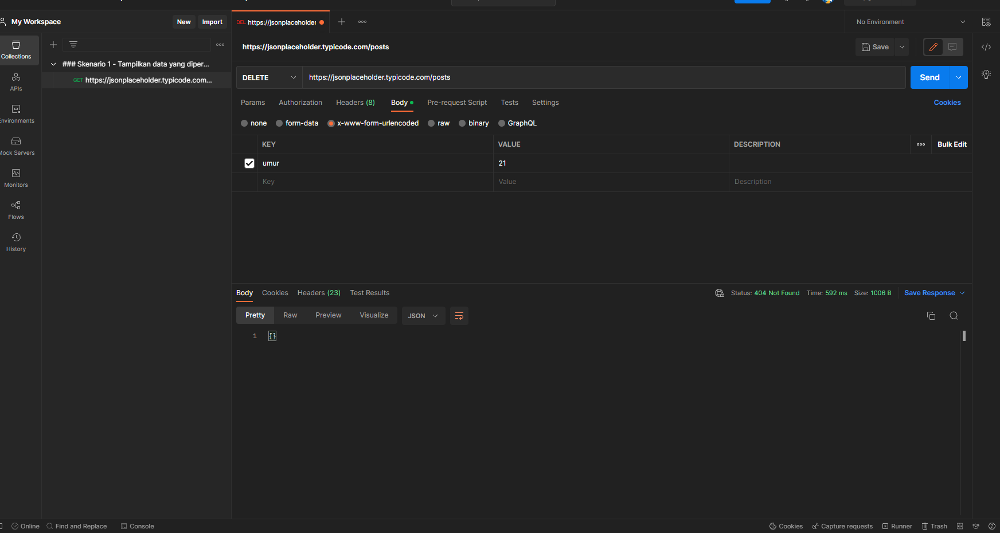 My Workspace
New
Import
DEL https://jsonplaceholder
No Environment
Collections
APIs
Environments
Mock Servers
Monitors
Flows
History
### Skenario 1 - Tampilkan data yang diper...
GET https://jsonplaceholder.typicode.com...
https://jsonplaceholder.typicode.com/posts
Save
DELETE
https://jsonplaceholder.typicode.com/posts
Send
Params Authorization Headers (8) Body Pre-request Script Tests Settings Cookies
none form-data x-www-form-urlencoded raw binary GraphQL
KEY VALUE DESCRIPTION Bulk Edit
umur 21
Key Value Description
Body Cookies Headers (23) Test Results Status: 404 Not Found Time: 592 ms Size: 1006 B Save Response
Pretty Raw Preview Visualize JSON
1 {}
Online Find and Replace Console Cookies Capture requests Runner Trash